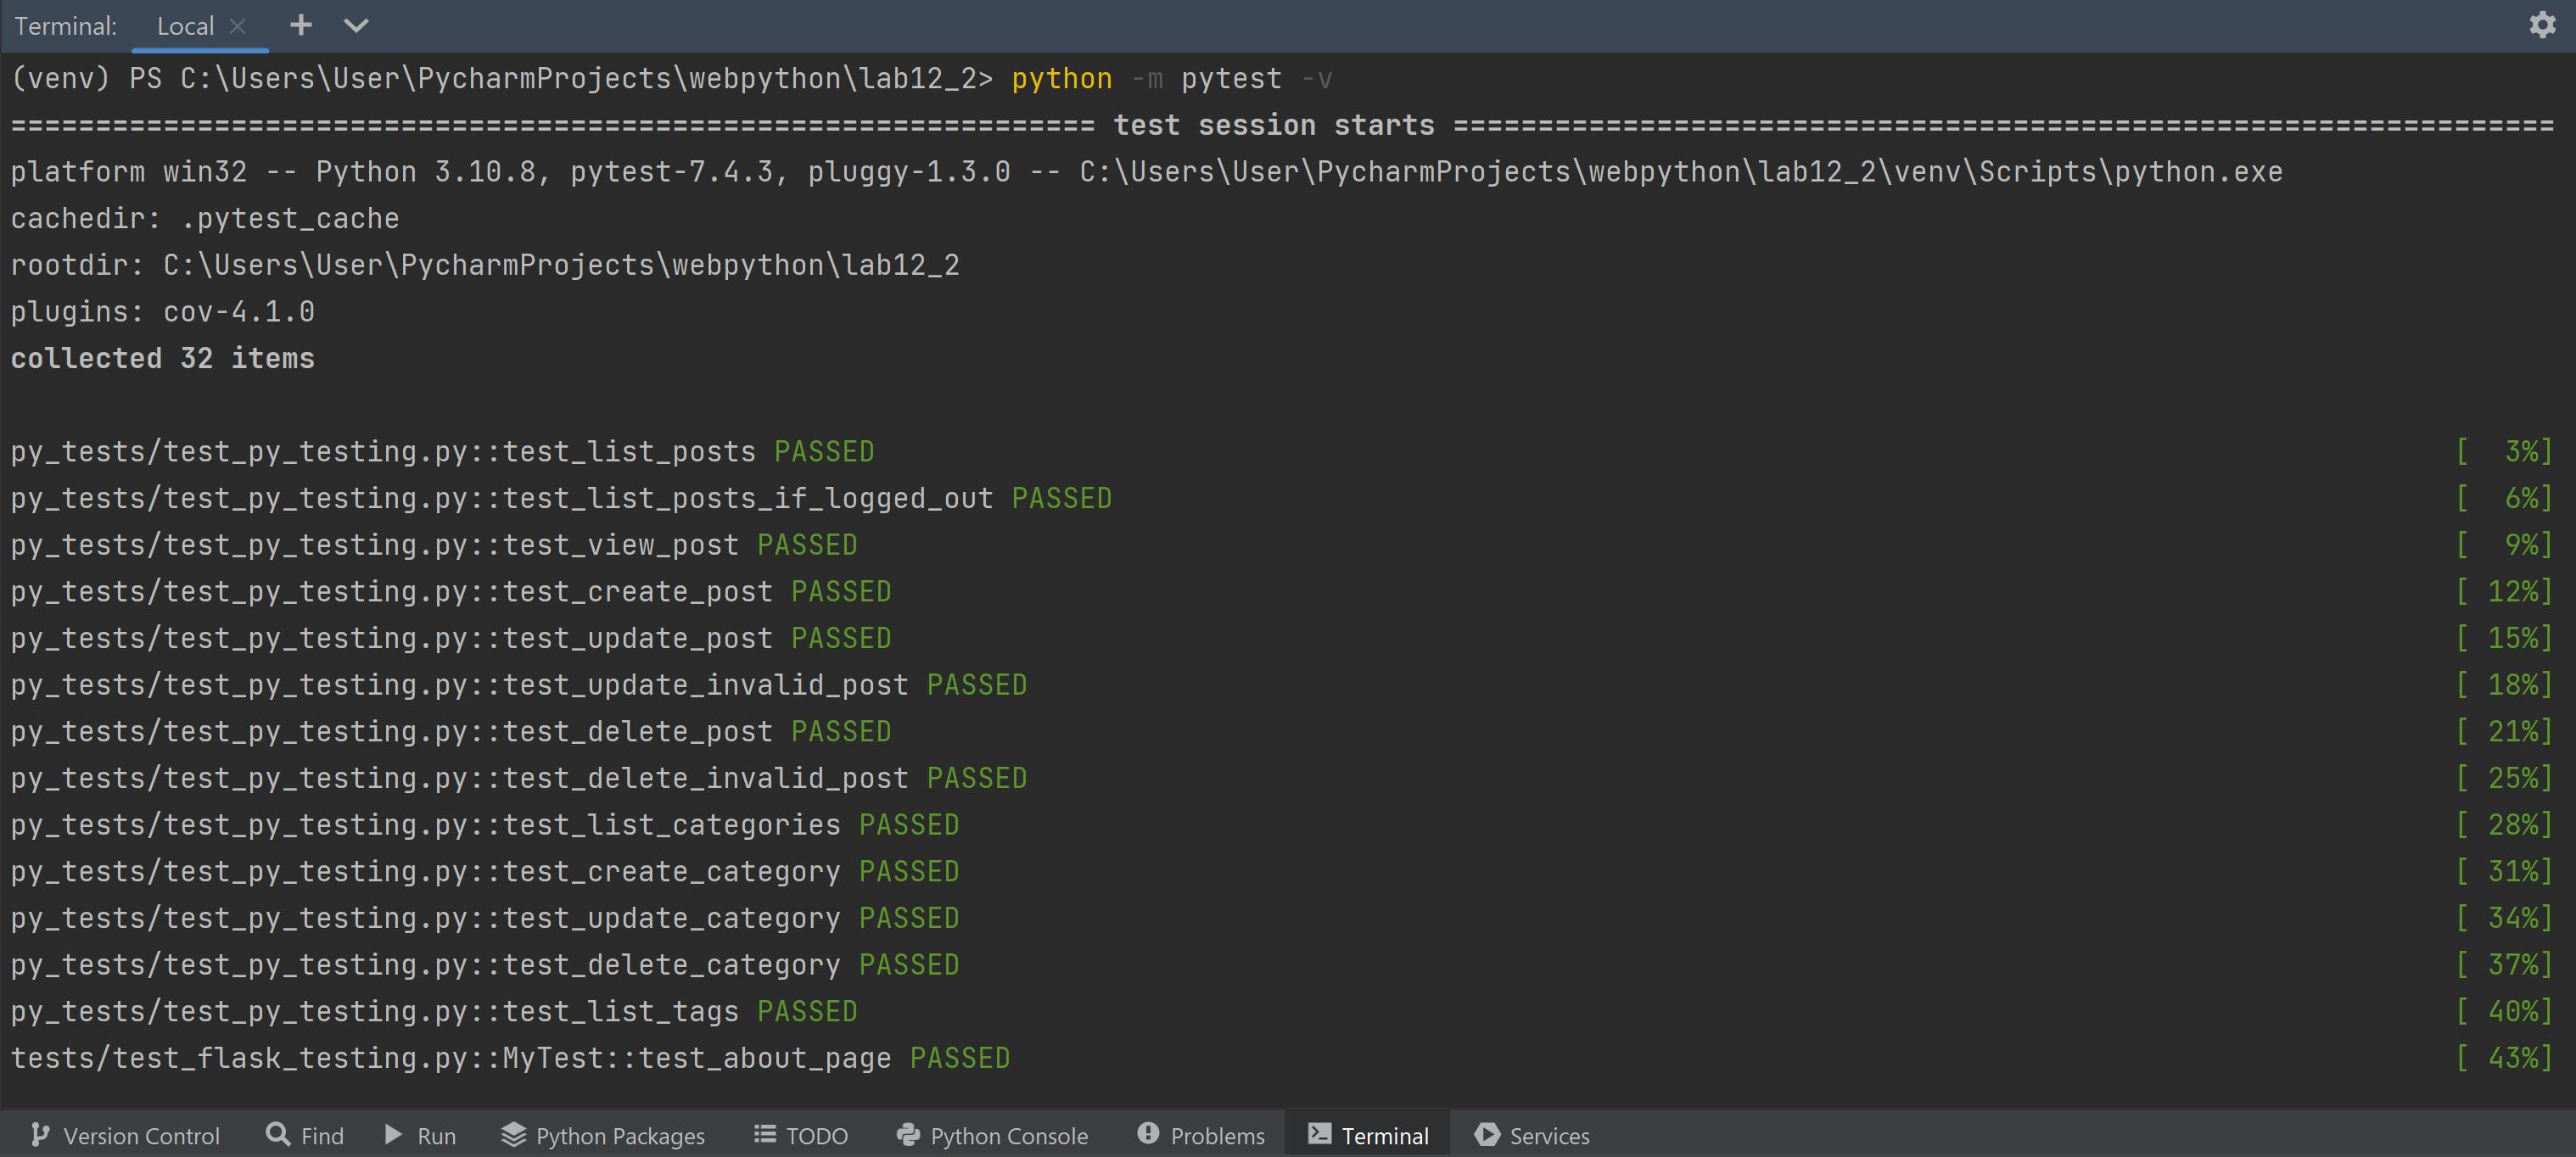 Terminal: Local
(venv) PS C:\Users\User\PycharmProjects\webpython\lab12_2> python -m pytest -v
================================================================ test session starts =================================================================
platform win32 -- Python 3.10.8, pytest-7.4.3, pluggy-1.3.0 -- C:\Users\User\PycharmProjects\webpython\lab12_2\venv\Scripts\python.exe
cachedir: .pytest_cache
rootdir: C:\Users\User\PycharmProjects\webpython\lab12_2
plugins: cov-4.1.0
collected 32 items
py_tests/test_py_testing.py::test_list_posts PASSED [  3%]
py_tests/test_py_testing.py::test_list_posts_if_logged_out PASSED [  6%]
py_tests/test_py_testing.py::test_view_post PASSED [  9%]
py_tests/test_py_testing.py::test_create_post PASSED [ 12%]
py_tests/test_py_testing.py::test_update_post PASSED [ 15%]
py_tests/test_py_testing.py::test_update_invalid_post PASSED [ 18%]
py_tests/test_py_testing.py::test_delete_post PASSED [ 21%]
py_tests/test_py_testing.py::test_delete_invalid_post PASSED [ 25%]
py_tests/test_py_testing.py::test_list_categories PASSED [ 28%]
py_tests/test_py_testing.py::test_create_category PASSED [ 31%]
py_tests/test_py_testing.py::test_update_category PASSED [ 34%]
py_tests/test_py_testing.py::test_delete_category PASSED [ 37%]
py_tests/test_py_testing.py::test_list_tags PASSED [ 40%]
tests/test_flask_testing.py::MyTest::test_about_page PASSED [ 43%]
Version Control Find Run Python Packages TODO Python Console Problems Terminal Services